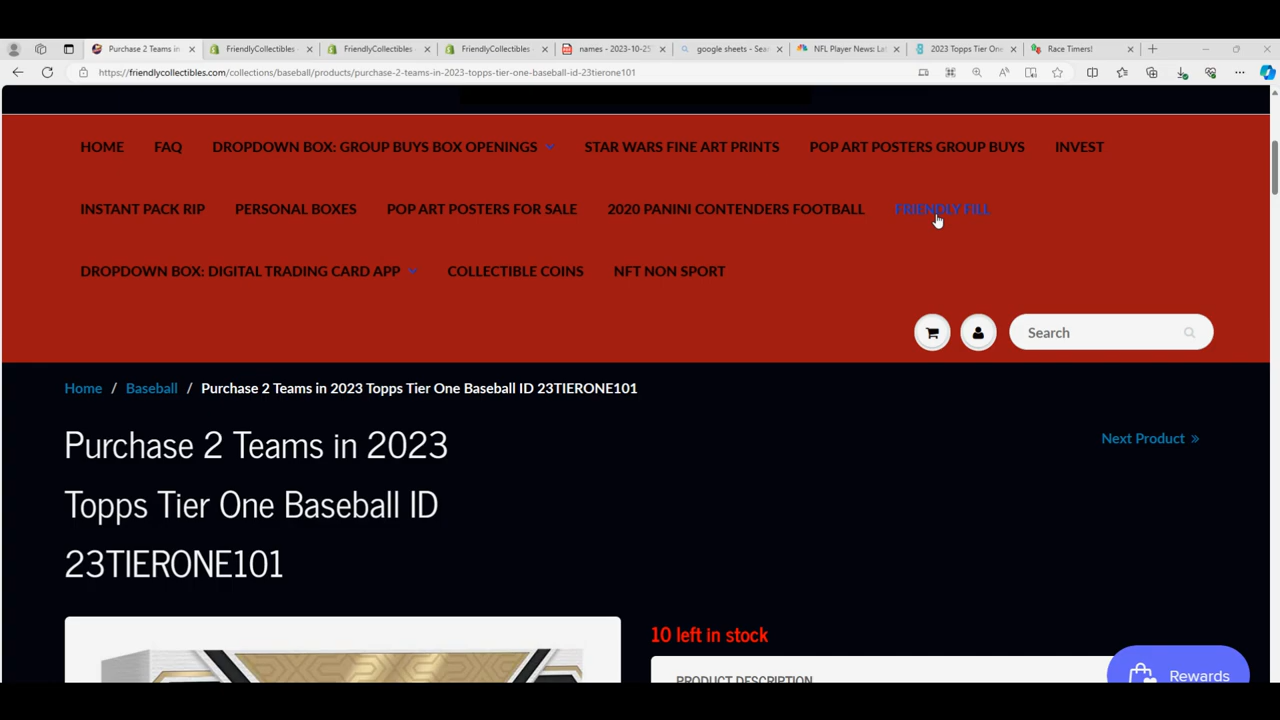 Purchase 2 Teams in
FriendlyCollectibles
FriendlyCollectibles
FriendlyCollectibles
names - 2023-10-25
google sheets - Sea
NFL Player News: La
2023 Topps Tier One
Race Timers!
https://friendlycollectibles.com/collections/baseball/products/purchase-2-teams-in-2023-topps-tier-one-baseball-id-23tierone101
HOME FAQ DROPDOWN BOX: GROUP BUYS BOX OPENINGS STAR WARS FINE ART PRINTS POP ART POSTERS GROUP BUYS INVEST
INSTANT PACK RIP PERSONAL BOXES POP ART POSTERS FOR SALE 2020 PANINI CONTENDERS FOOTBALL FRIENDLY FILL
DROPDOWN BOX: DIGITAL TRADING CARD APP COLLECTIBLE COINS NFT NON SPORT
Search
Home / Baseball / Purchase 2 Teams in 2023 Topps Tier One Baseball ID 23TIERONE101
Purchase 2 Teams in 2023
Topps Tier One Baseball ID
23TIERONE101
Next Product »
10 left in stock
PRODUCT DESCRIPTION
Rewards